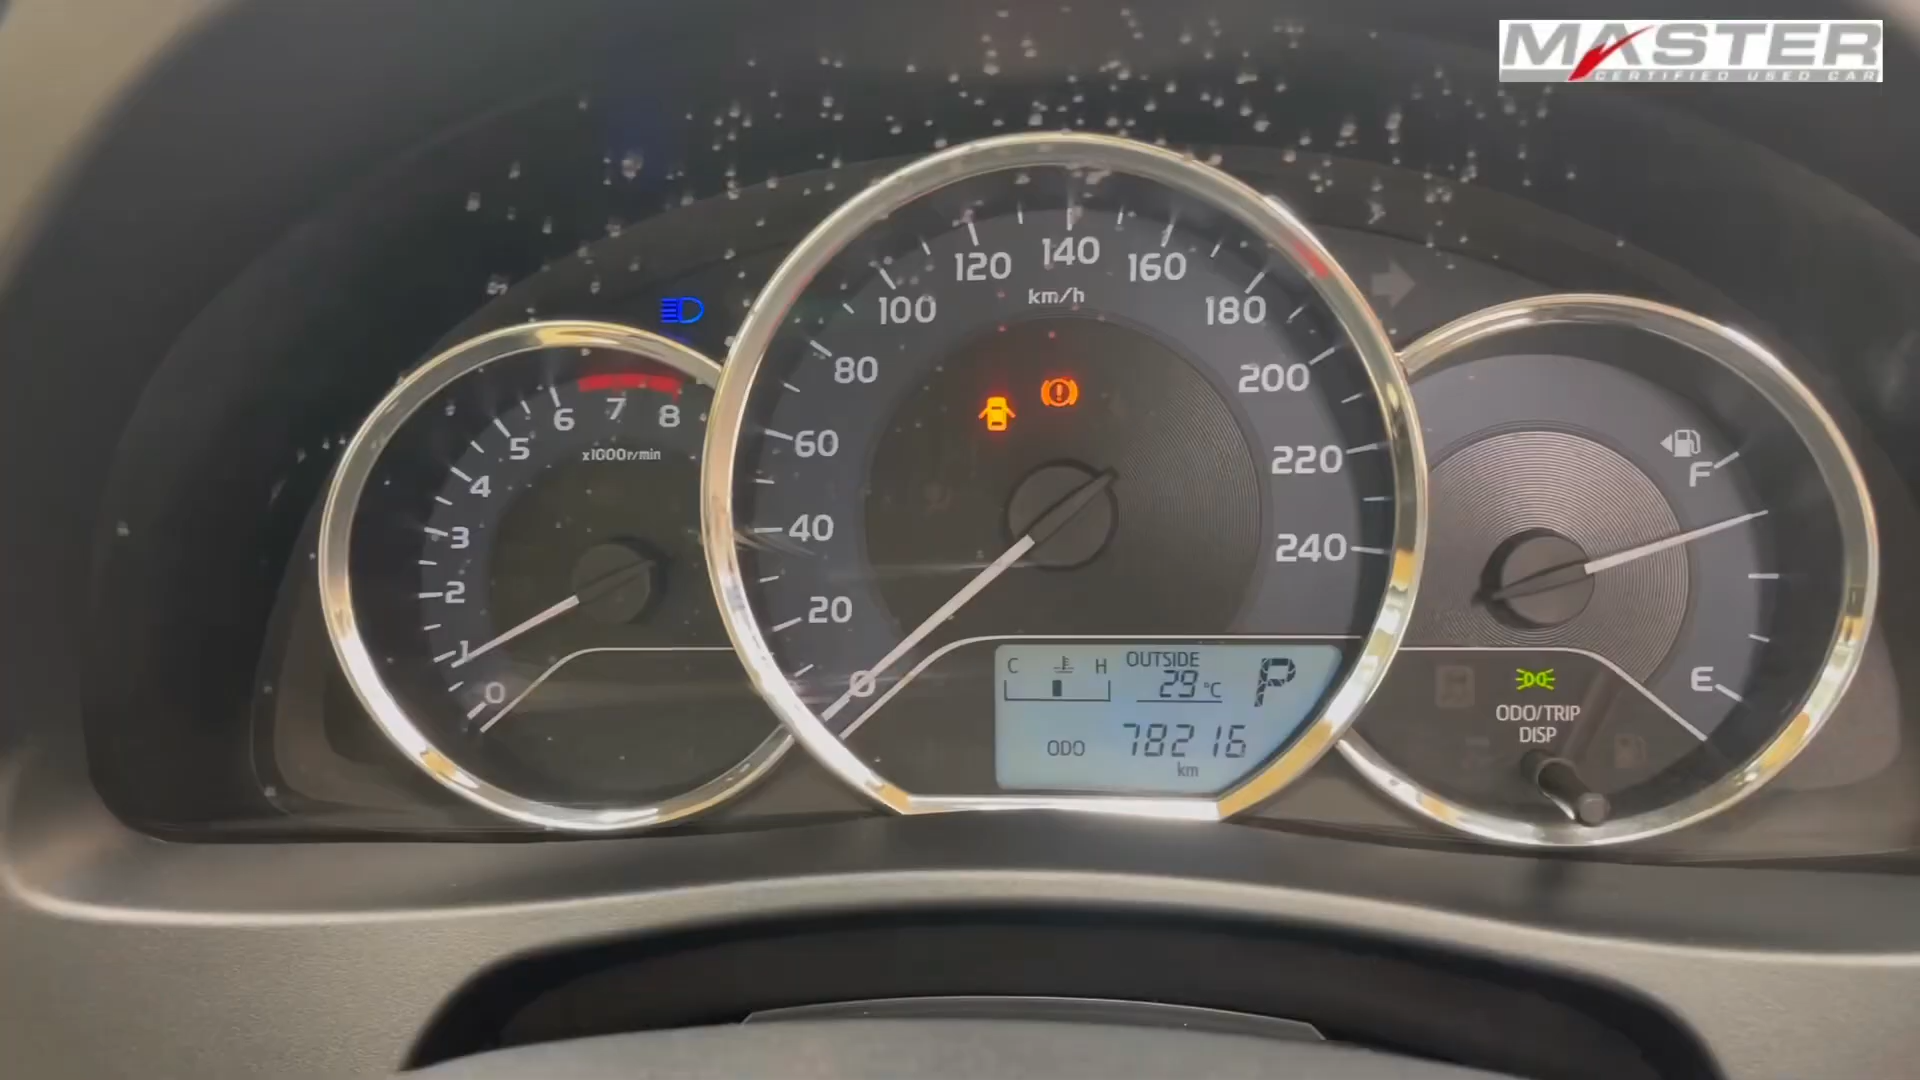 MASTER
CERTIFIED USED CAR
0 1 2 3 4 5 6 7 8
x1000r/min
0 20 40 60 80 100 120 140 160 180 200 220 240
km/h
F
E
C H
OUTSIDE
29 °C
P
ODO 78216
km
ODO/TRIP
DISP